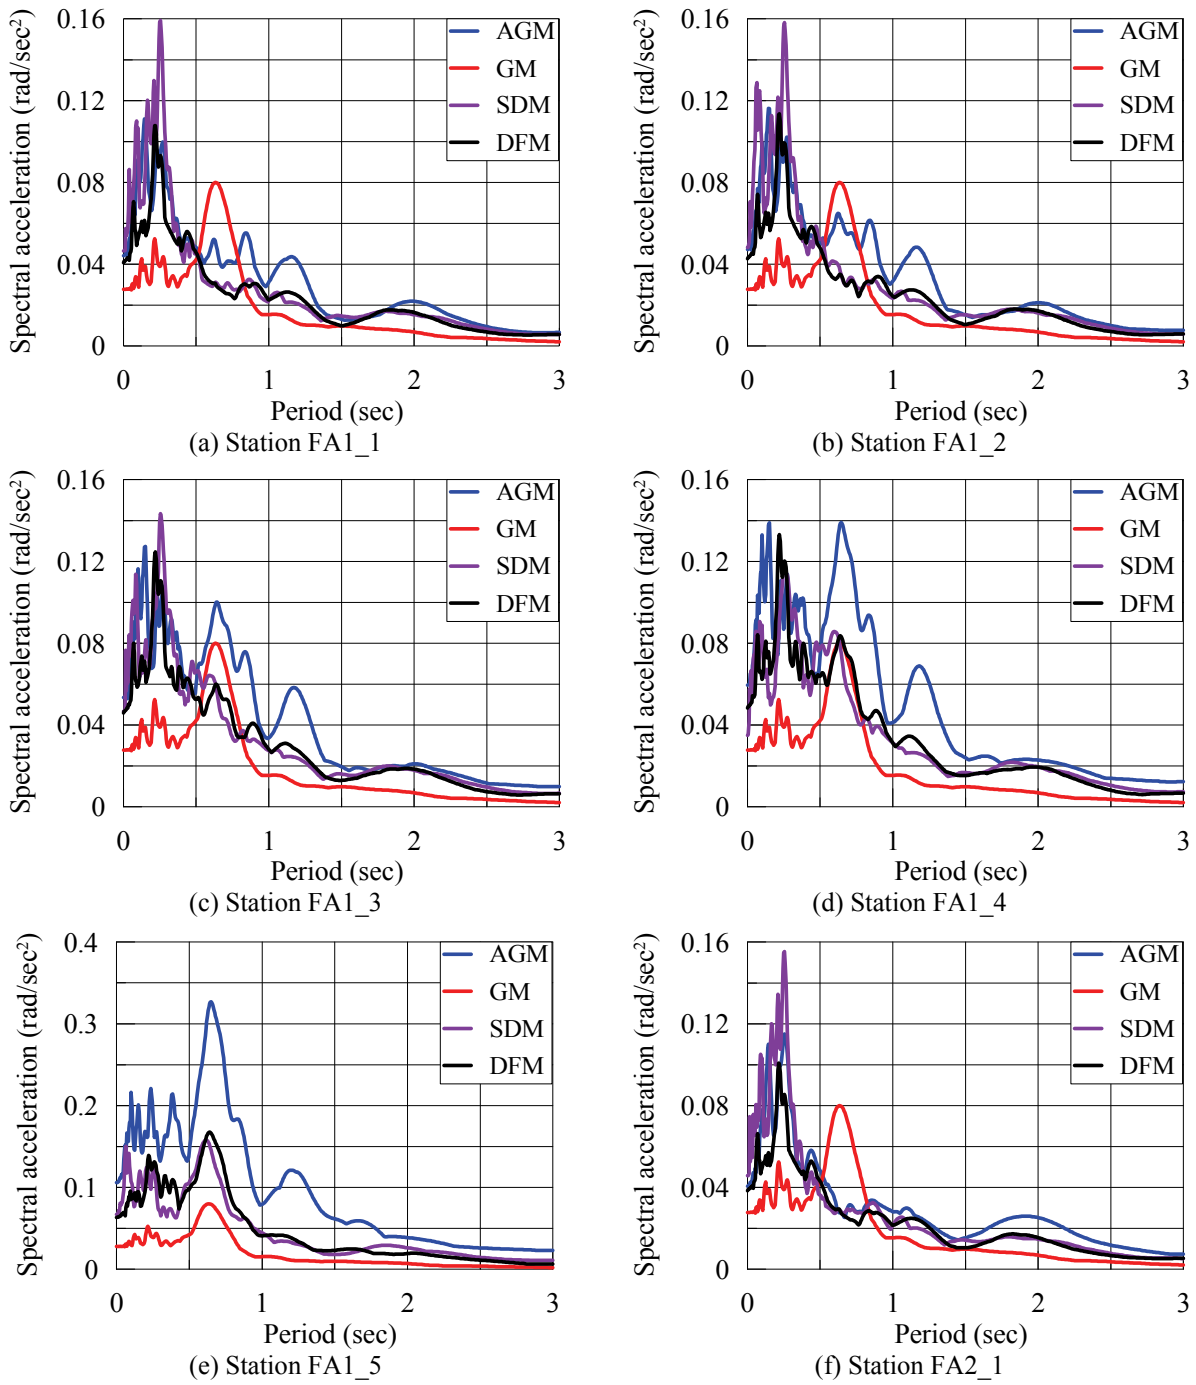 0.16
0.12
0.08
0.04
0
Spectral acceleration (rad/sec²)
AGM
GM
SDM
DFM
0 1 2 3
Period (sec)
(a) Station FA1_1
0.16
0.12
0.08
0.04
0
Spectral acceleration (rad/sec²)
AGM
GM
SDM
DFM
0 1 2 3
Period (sec)
(b) Station FA1_2
0.16
0.12
0.08
0.04
0
Spectral acceleration (rad/sec²)
AGM
GM
SDM
DFM
0 1 2 3
Period (sec)
(c) Station FA1_3
0.16
0.12
0.08
0.04
0
Spectral acceleration (rad/sec²)
AGM
GM
SDM
DFM
0 1 2 3
Period (sec)
(d) Station FA1_4
0.4
0.3
0.2
0.1
0
Spectral acceleration (rad/sec²)
AGM
GM
SDM
DFM
0 1 2 3
Period (sec)
(e) Station FA1_5
0.16
0.12
0.08
0.04
0
Spectral acceleration (rad/sec²)
AGM
GM
SDM
DFM
0 1 2 3
Period (sec)
(f) Station FA2_1